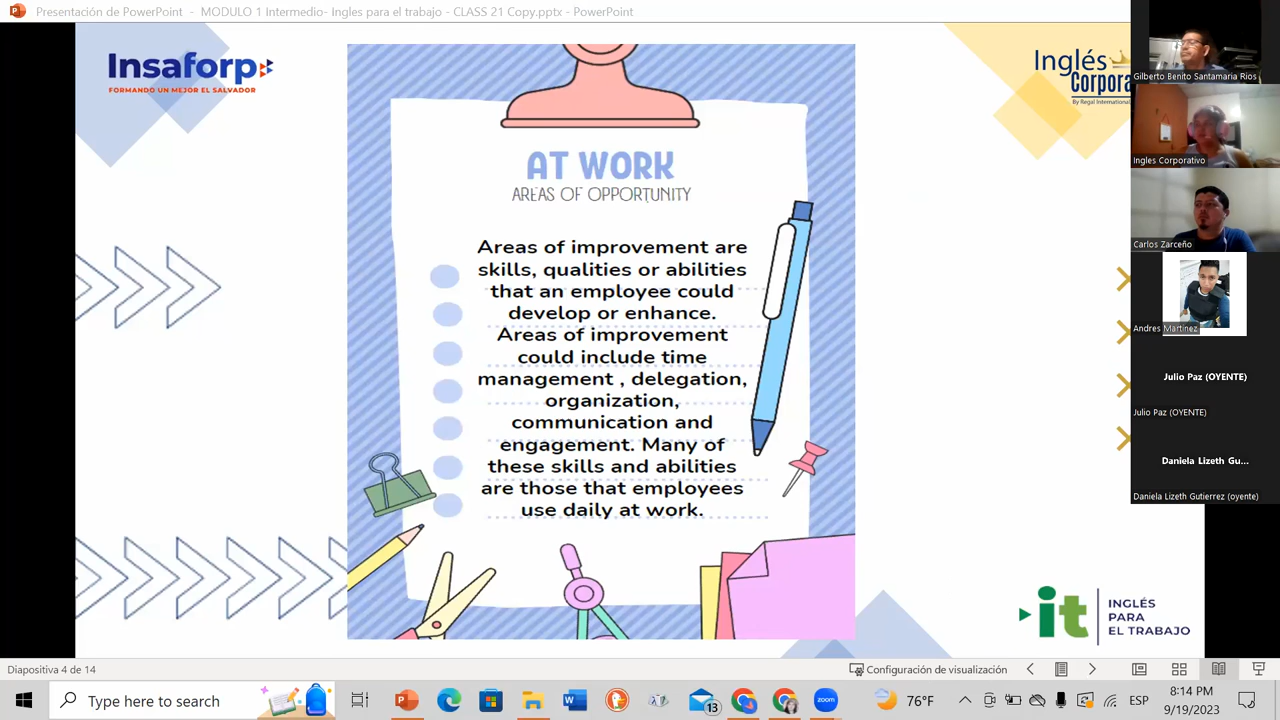 Presentación de PowerPoint - MODULO 1 Intermedio- Ingles para el trabajo - CLASS 21 Copy.pptx - PowerPoint
Insaforp
FORMANDO UN MEJOR EL SALVADOR
Inglés
Corpora
By Regal International
AT WORK
AREAS OF OPPORTUNITY
Areas of improvement are
skills, qualities or abilities
that an employee could
develop or enhance.
Areas of improvement
could include time
management , delegation,
organization,
communication and
engagement. Many of
these skills and abilities
are those that employees
use daily at work.
Gilberto Benito Santamaria Rios
Ingles Corporativo
Carlos Zarceño
Andres Martinez
Julio Paz (OYENTE)
Julio Paz (OYENTE)
Daniela Lizeth Gu...
Daniela Lizeth Gutierrez (oyente)
it
INGLÉS
PARA
EL TRABAJO
Diapositiva 4 de 14
Configuración de visualización
Type here to search
13
zoom
76°F
ESP
8:14 PM
9/19/2023